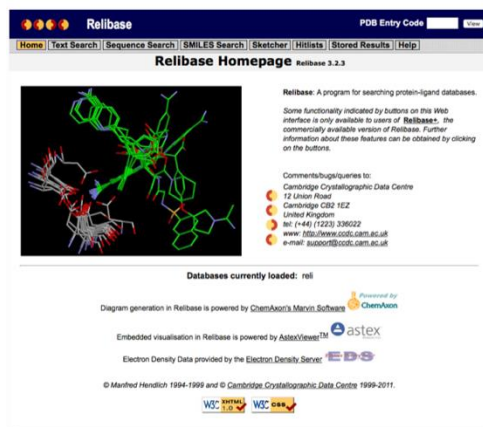 Relibase
PDB Entry Code
View
Home Text Search Sequence Search SMILES Search Sketcher Hitlists Stored Results Help
Relibase Homepage Relibase 3.2.3
Relibase: A program for searching protein-ligand databases.
Some functionality indicated by buttons on this Web
interface is only available to users of Relibase+, the
commercially available version of Relibase. Further
information about these features can be obtained by clicking
on the buttons.
Comments/bugs/queries to:
Cambridge Crystallographic Data Centre
12 Union Road
Cambridge CB2 1EZ
United Kingdom
tel: (+44) (1223) 336022
www: http://www.ccdc.cam.ac.uk
e-mail: support@ccdc.cam.ac.uk
Databases currently loaded: reli
Diagram generation in Relibase is powered by ChemAxon's Marvin Software
Powered by
ChemAxon
Embedded visualisation in Relibase is powered by AstexViewer™
astex
Electron Density Data provided by the Electron Density Server
EDS
© Manfred Hendlich 1994-1999 and © Cambridge Crystallographic Data Centre 1999-2011.
W3C XHTML 1.0
W3C css